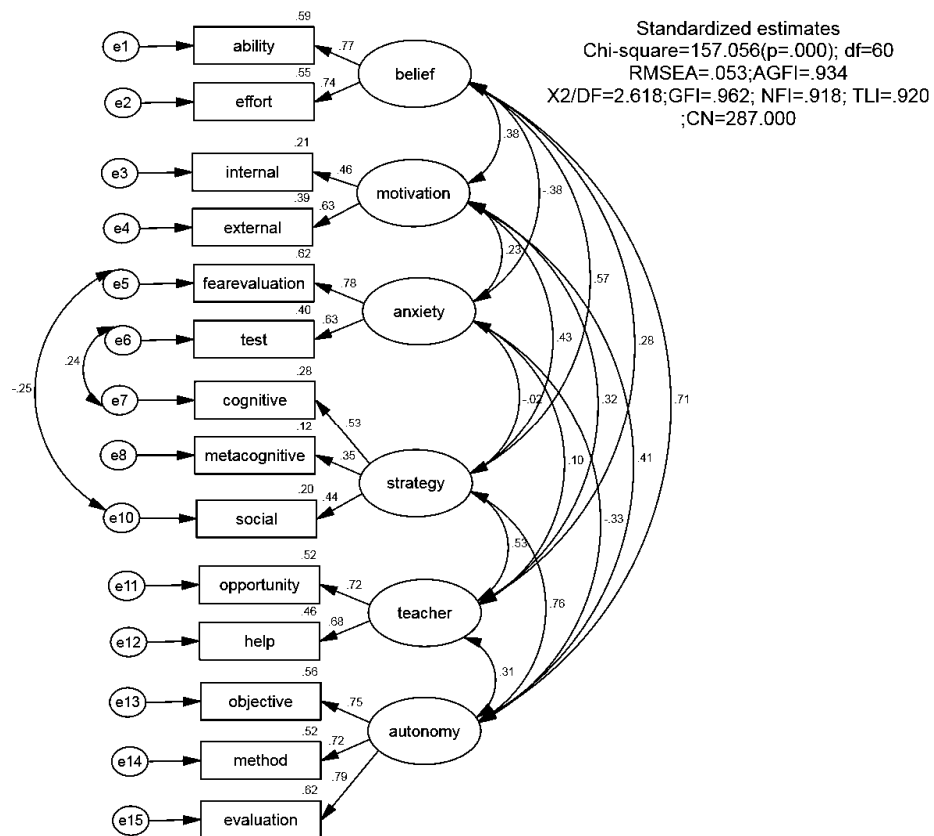 Standardized estimates
Chi-square=157.056(p=.000); df=60
RMSEA=.053;AGFI=.934
X2/DF=2.618;GFI=.962; NFI=.918; TLI=.920
;CN=287.000
.59
e1 ability .77 belief
.55
e2 effort .74
.38
.21
e3 internal .46 motivation -.38
.39
e4 external .63
.23
.62
e5 fearevaluation .78 anxiety .57
.40
e6 test .63
.43 .28
.24
-.25
.28
e7 cognitive -.02 .32 .71
.53
.12
e8 metacognitive .35 .10 .41
strategy
.20
e10 social .44
-.33
.53
.52
e11 opportunity .72 teacher .76
.46
e12 help .68
.31
.56
e13 objective .75 autonomy
.52
e14 method .72
.79
.62
e15 evaluation